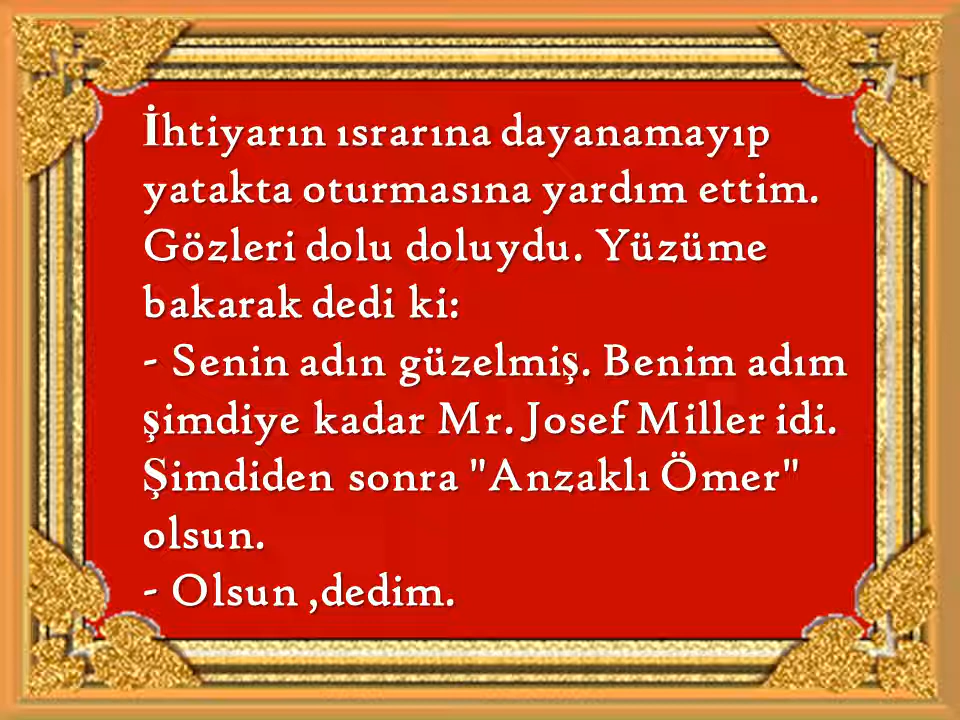 İhtiyarın ısrarına dayanamayıp
yatakta oturmasına yardım ettim.
Gözleri dolu doluydu. Yüzüme
bakarak dedi ki:
- Senin adın güzelmiş. Benim adım
şimdiye kadar Mr. Josef Miller idi.
Şimdiden sonra "Anzaklı Ömer"
olsun.
- Olsun ,dedim.